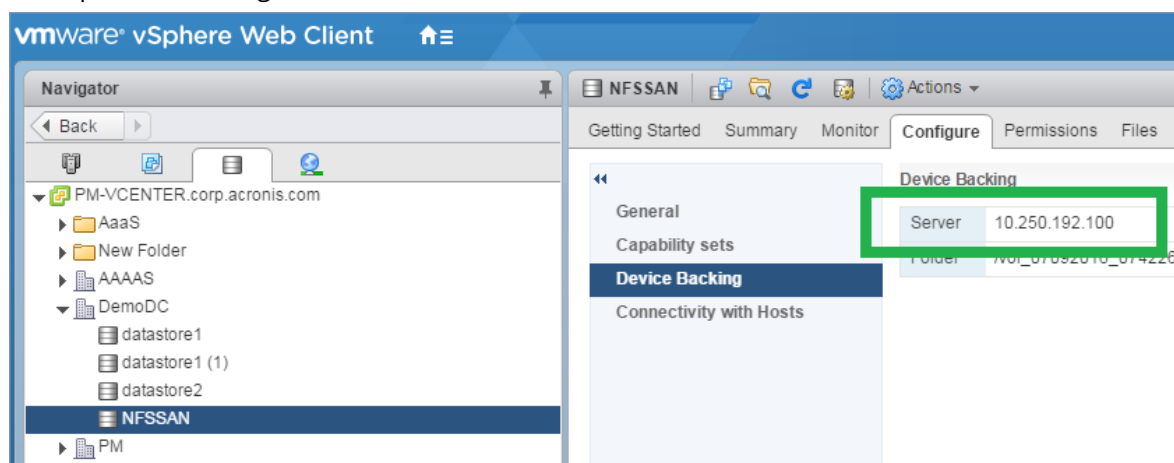 vmware® vSphere Web Client
Navigator
Back
PM-VCENTER.corp.acronis.com
AaaS
New Folder
AAAAS
DemoDC
datastore1
datastore1 (1)
datastore2
NFSSAN
PM
NFSSAN Actions
Getting Started Summary Monitor Configure Permissions Files
General
Capability sets
Device Backing
Connectivity with Hosts
Device Backing
Server 10.250.192.100